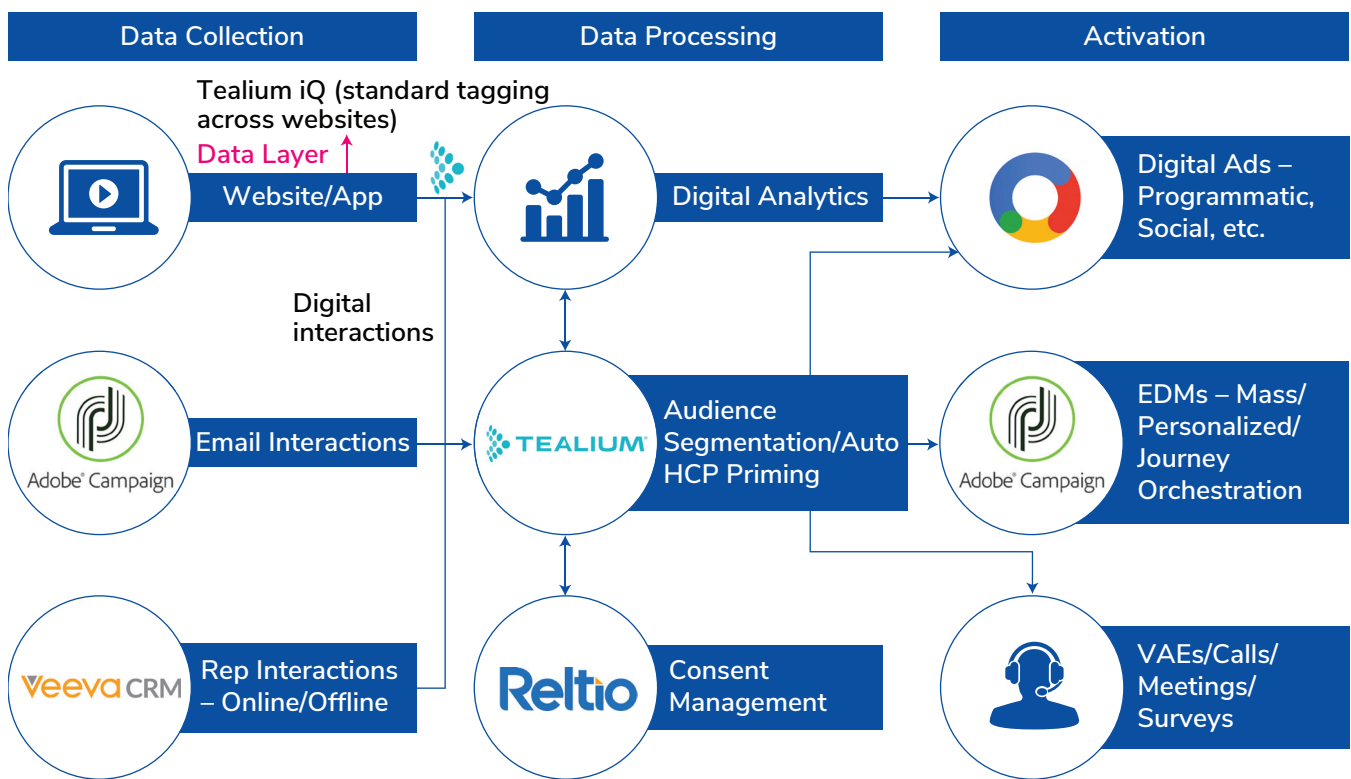 Data Collection
Data Processing
Activation
Tealium iQ (standard tagging
across websites)
Data Layer
Website/App
Digital Analytics
Digital Ads –
Programmatic,
Social, etc.
Digital
interactions
Adobe® Campaign
Email Interactions
TEALIUM
Audience
Segmentation/Auto
HCP Priming
Adobe® Campaign
EDMs – Mass/
Personalized/
Journey
Orchestration
veeva CRM
Rep Interactions
– Online/Offline
Reltio
Consent
Management
VAEs/Calls/
Meetings/
Surveys